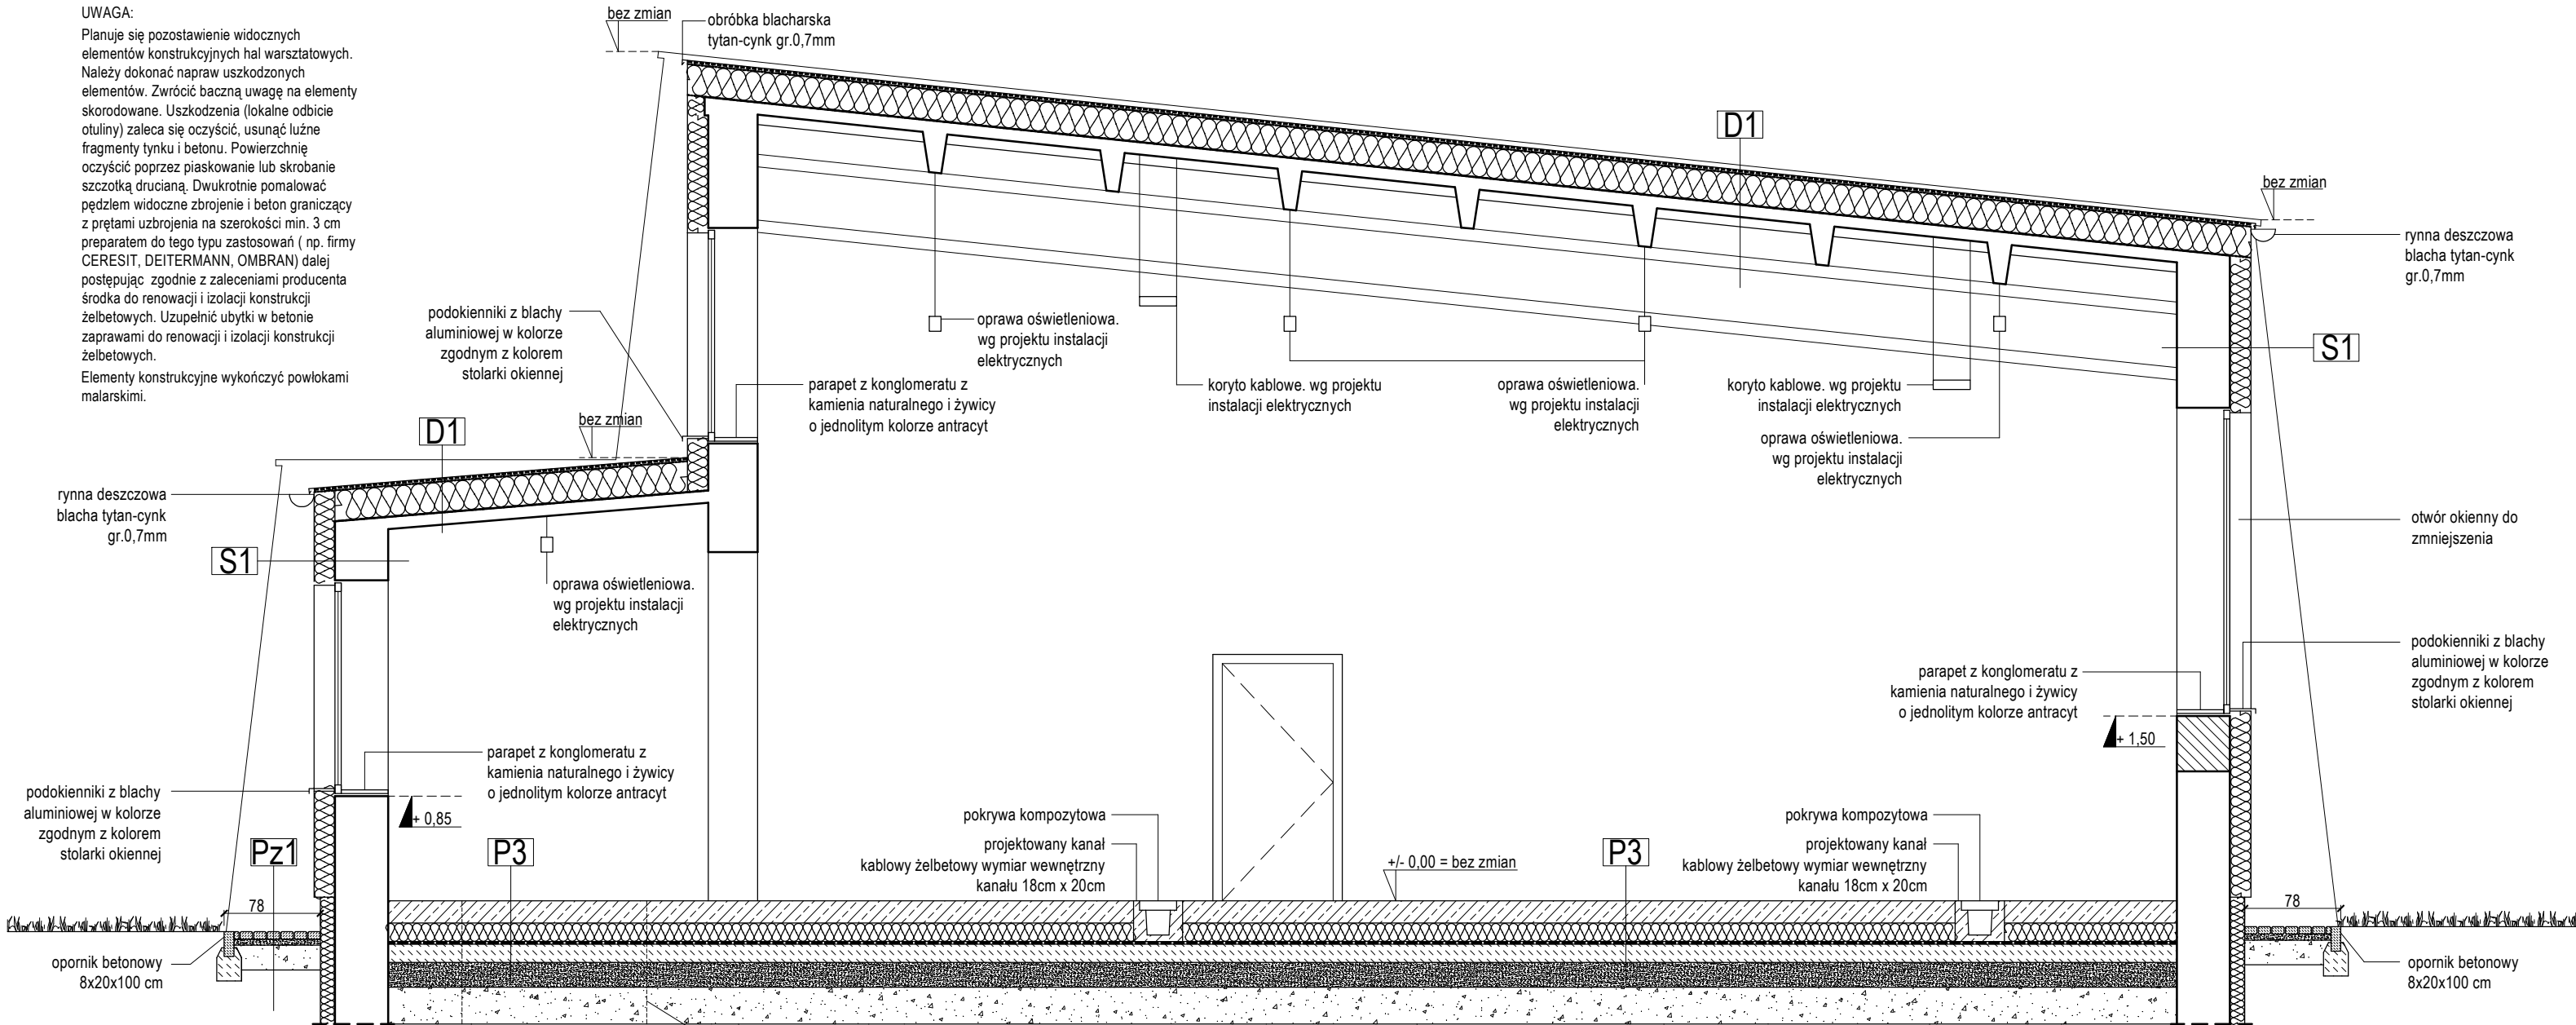 UWAGA:
Planuje się pozostawienie widocznych
elementów konstrukcyjnych hal warsztatowych.
Należy dokonać napraw uszkodzonych
elementów. Zwrócić baczną uwagę na elementy
skorodowane. Uszkodzenia (lokalne odbicie
otuliny) zaleca się oczyścić, usunąć luźne
fragmenty tynku i betonu. Powierzchnię
oczyścić poprzez piaskowanie lub skrobanie
szczotką drucianą. Dwukrotnie pomalować
pędzlem widoczne zbrojenie i beton graniczący
z prętami uzbrojenia na szerokości min. 3 cm
preparatem do tego typu zastosowań ( np. firmy
CERESIT, DEITERMANN, OMBRAN) dalej
postępując zgodnie z zaleceniami producenta
środka do renowacji i izolacji konstrukcji
żelbetowych. Uzupełnić ubytki w betonie
zaprawami do renowacji i izolacji konstrukcji
żelbetowych.
Elementy konstrukcyjne wykończyć powłokami
malarskimi.
bez zmian
obróbka blacharska
tytan-cynk gr.0,7mm
D1
bez zmian
rynna deszczowa
blacha tytan-cynk
gr.0,7mm
podokienniki z blachy
aluminiowej w kolorze
zgodnym z kolorem
stolarki okiennej
oprawa oświetleniowa.
wg projektu instalacji
elektrycznych
S1
parapet z konglomeratu z
kamienia naturalnego i żywicy
o jednolitym kolorze antracyt
koryto kablowe. wg projektu
instalacji elektrycznych
oprawa oświetleniowa.
wg projektu instalacji
elektrycznych
koryto kablowe. wg projektu
instalacji elektrycznych
oprawa oświetleniowa.
wg projektu instalacji
elektrycznych
D1
bez zmian
rynna deszczowa
blacha tytan-cynk
gr.0,7mm
S1
oprawa oświetleniowa.
wg projektu instalacji
elektrycznych
otwór okienny do
zmniejszenia
podokienniki z blachy
aluminiowej w kolorze
zgodnym z kolorem
stolarki okiennej
parapet z konglomeratu z
kamienia naturalnego i żywicy
o jednolitym kolorze antracyt
+ 1,50
parapet z konglomeratu z
kamienia naturalnego i żywicy
o jednolitym kolorze antracyt
+ 0,85
podokienniki z blachy
aluminiowej w kolorze
zgodnym z kolorem
stolarki okiennej
Pz1
P3
pokrywa kompozytowa
projektowany kanał
kablowy żelbetowy wymiar wewnętrzny
kanału 18cm x 20cm
+/- 0,00 = bez zmian
P3
pokrywa kompozytowa
projektowany kanał
kablowy żelbetowy wymiar wewnętrzny
kanału 18cm x 20cm
78
78
opornik betonowy
8x20x100 cm
opornik betonowy
8x20x100 cm